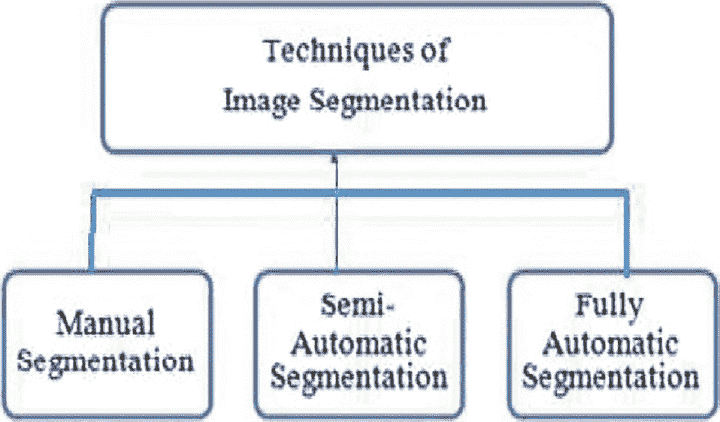 Techniques of
Image Segmentation
Manual
Segmentation
Semi-
Automatic
Segmentation
Fully
Automatic
Segmentation